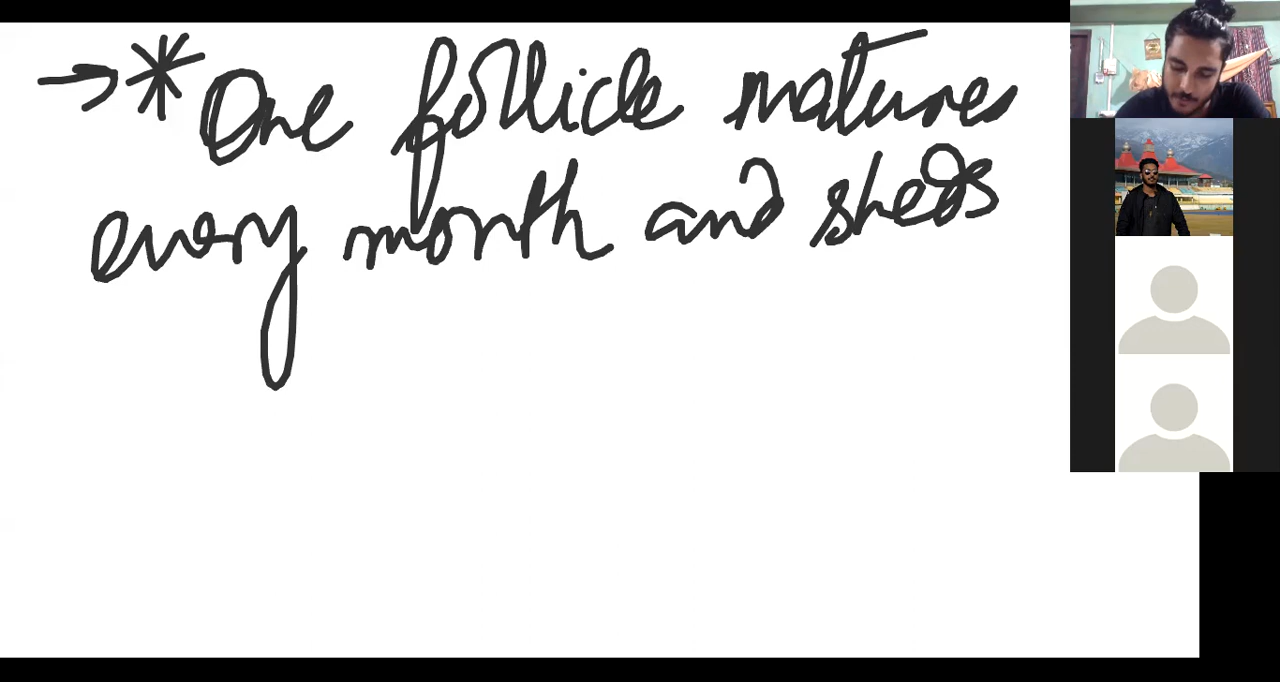 → * One follicle matures
every month and sheds